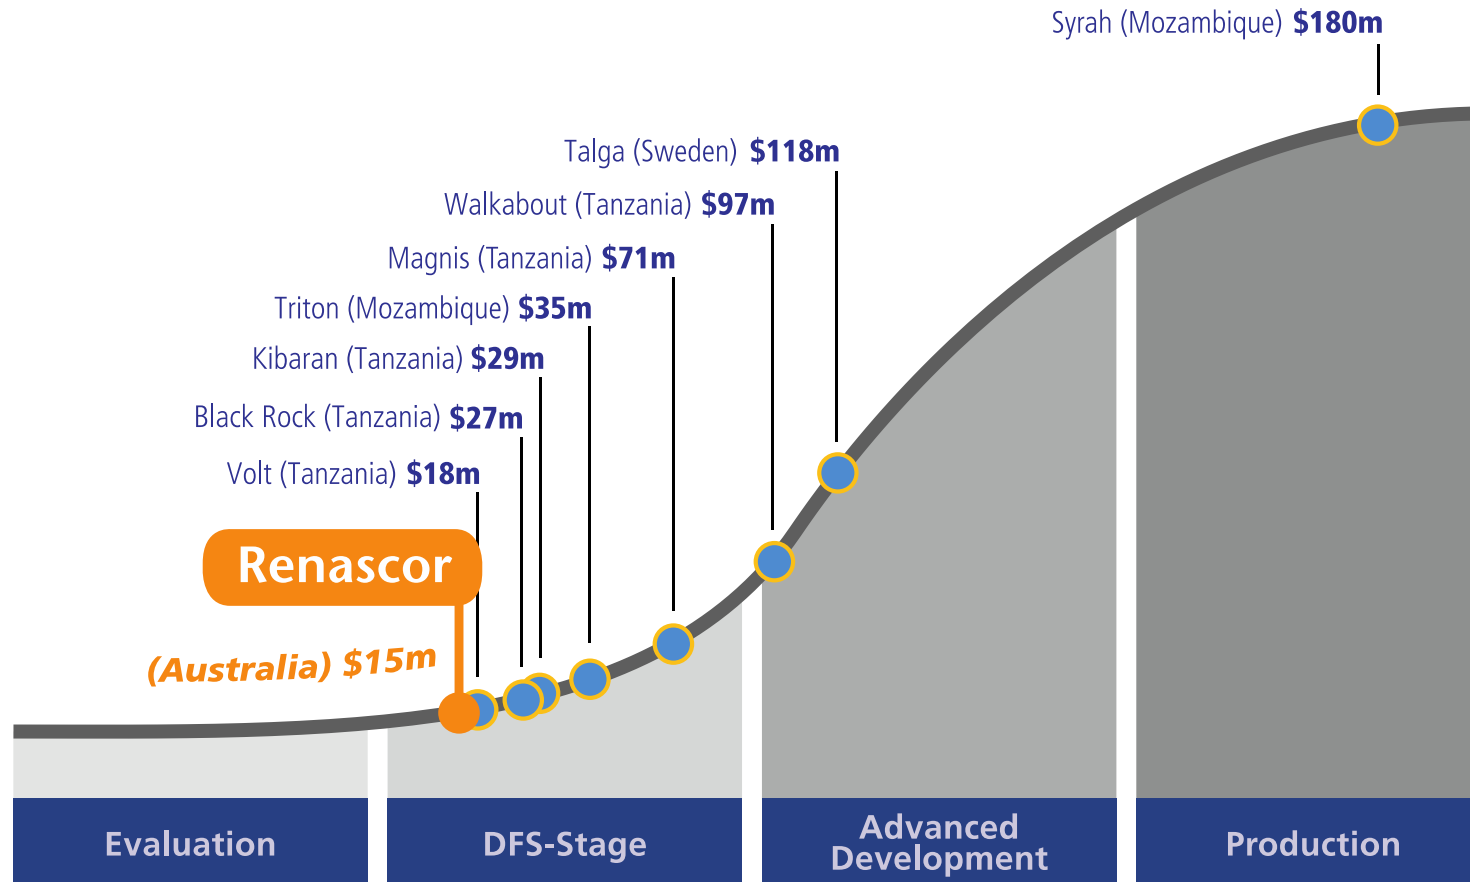 Syrah (Mozambique) $180m
Talga (Sweden) $118m
Walkabout (Tanzania) $97m
Magnis (Tanzania) $71m
Triton (Mozambique) $35m
Kibaran (Tanzania) $29m
Black Rock (Tanzania) $27m
Volt (Tanzania) $18m
Renascor
(Australia) $15m
Evaluation
DFS-Stage
Advanced
Development
Production